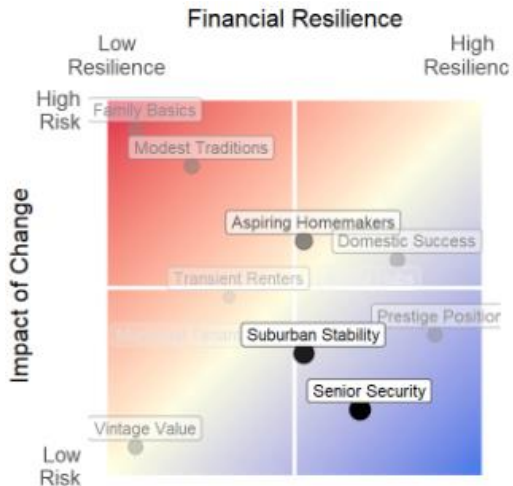 Financial Resilience
Low
Resilience
High
Resilienc
High
Risk
Family Basics
Modest Traditions
Aspiring Homemakers
Domestic Success
Transient Renters
Prestige Position
Suburban Stability
Senior Security
Vintage Value
Low
Risk
Impact of Change